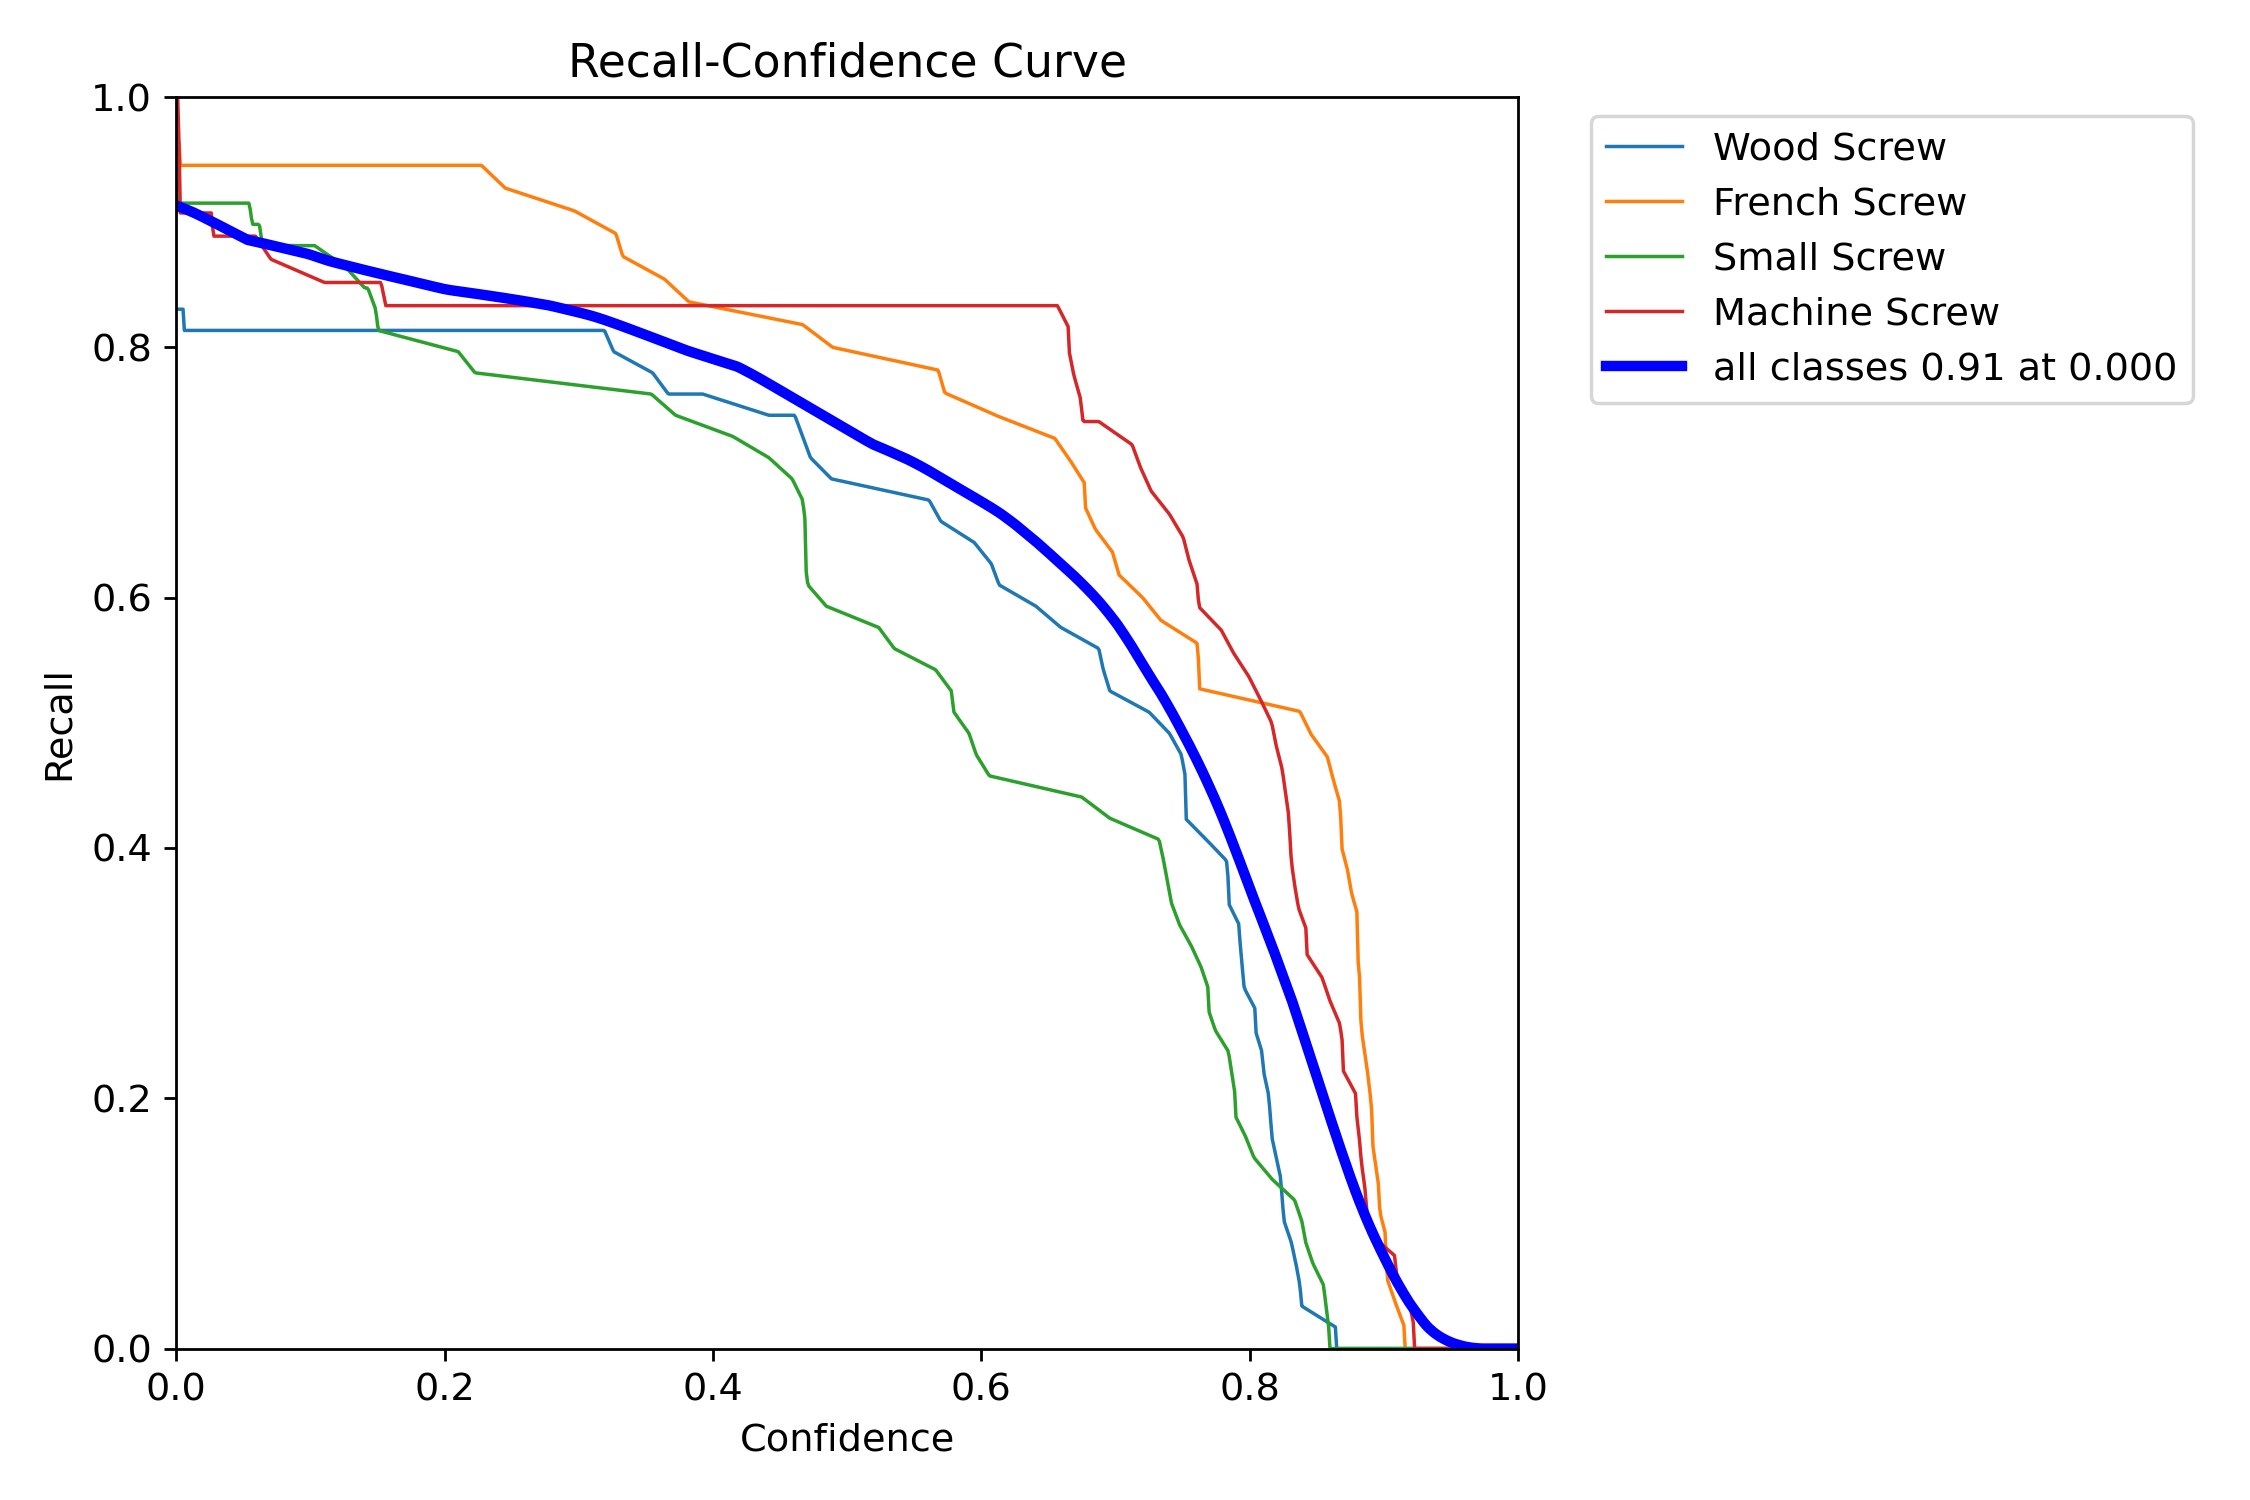 Recall-Confidence Curve
1.0
0.8
0.6
0.4
0.2
0.0
Recall
0.0 0.2 0.4 0.6 0.8 1.0
Confidence
Wood Screw
French Screw
Small Screw
Machine Screw
all classes 0.91 at 0.000